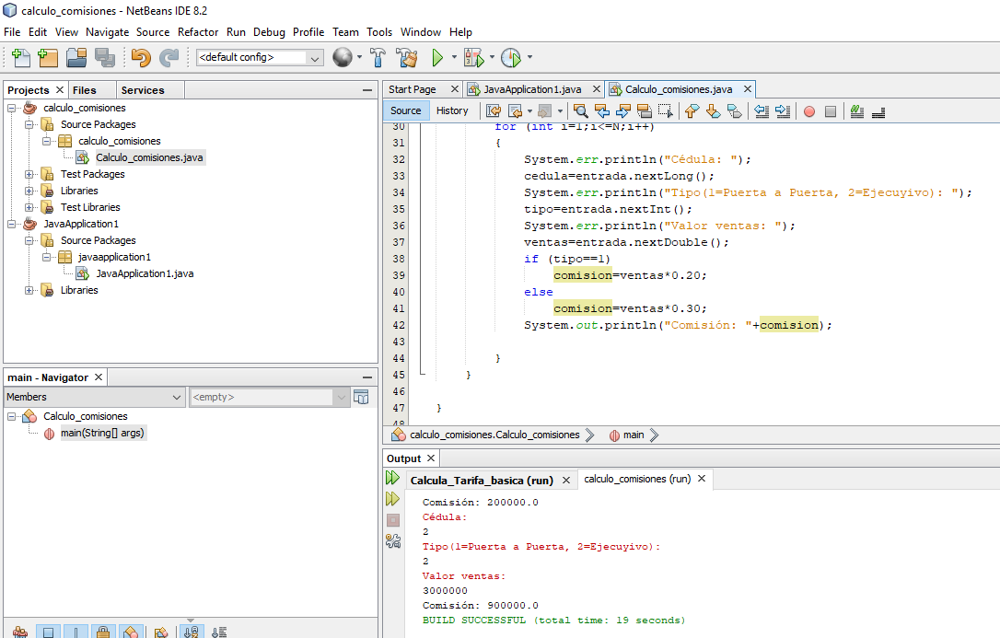 calculo_comisiones - NetBeans IDE 8.2
File Edit View Navigate Source Refactor Run Debug Profile Team Tools Window Help
<default config>
Projects Files Services
calculo_comisiones
Source Packages
calculo_comisiones
Calculo_comisiones.java
Test Packages
Libraries
Test Libraries
JavaApplication1
Source Packages
javaapplication1
JavaApplication1.java
Libraries
main - Navigator
Members <empty>
Calculo_comisiones
main(String[] args)
Start Page JavaApplication1.java Calculo_comisiones.java
Source History
30 for (int i=1;i<=N;i++)
31 {
32 System.err.println("Cédula: ");
33 cedula=entrada.nextLong();
34 System.err.println("Tipo(1=Puerta a Puerta, 2=Ejecuyivo): ");
35 tipo=entrada.nextInt();
36 System.err.println("Valor ventas: ");
37 ventas=entrada.nextDouble();
38 if (tipo==1)
39 comision=ventas*0.20;
40 else
41 comision=ventas*0.30;
42 System.out.println("Comisión: "+comision);
43
44 }
45 }
46
47 }
48
calculo_comisiones.Calculo_comisiones main
Output
Calcula_Tarifa_basica (run) calculo_comisiones (run)
Comisión: 200000.0
Cédula:
2
Tipo(1=Puerta a Puerta, 2=Ejecuyivo):
2
Valor ventas:
3000000
Comisión: 900000.0
BUILD SUCCESSFUL (total time: 19 seconds)